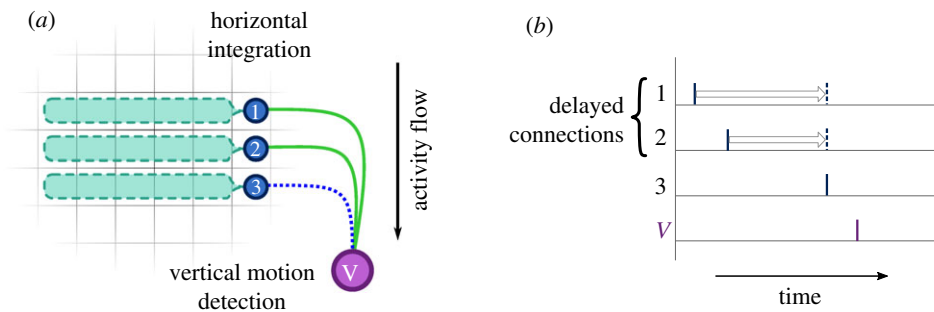 (a)
horizontal
integration
1
2
3
V
activity flow
vertical motion
detection
(b)
delayed
connections
1
2
3
V
time